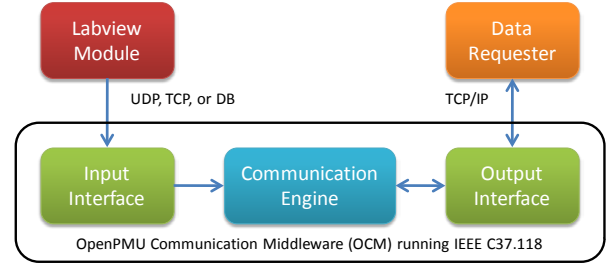 Labview
Module
Data
Requester
UDP, TCP, or DB
TCP/IP
Input
Interface
Communication
Engine
Output
Interface
OpenPMU Communication Middleware (OCM) running IEEE C37.118